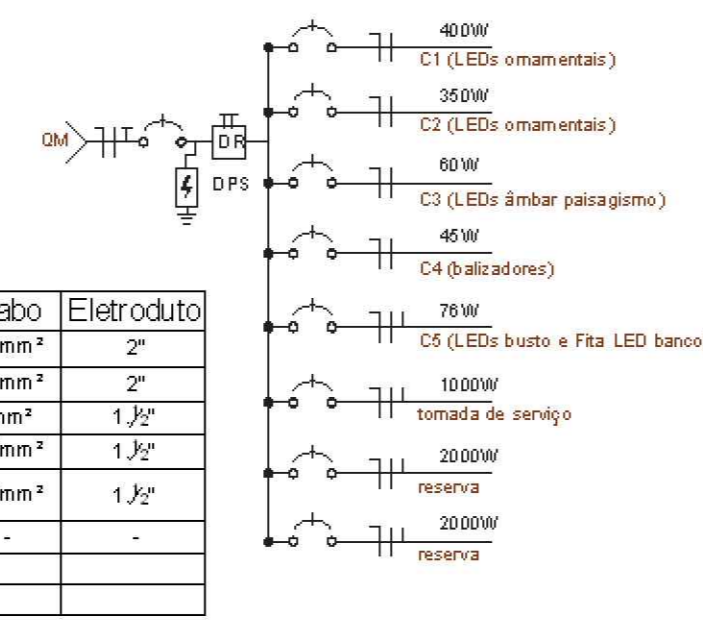 400W
C1 (LEDs ornamentais)
350W
C2 (LEDs ornamentais)
QM
DR
DPS
60W
C3 (LEDs âmbar paisagismo)
45W
C4 (balizadores)
76W
C5 (LEDs busto e Fita LED banco
1000W
tomada de serviço
2000W
reserva
2000W
reserva
abo Eletroduto
mm² 2"
mm² 2"
m² 1 ½"
mm² 1 ½"
mm² 1 ½"
- -